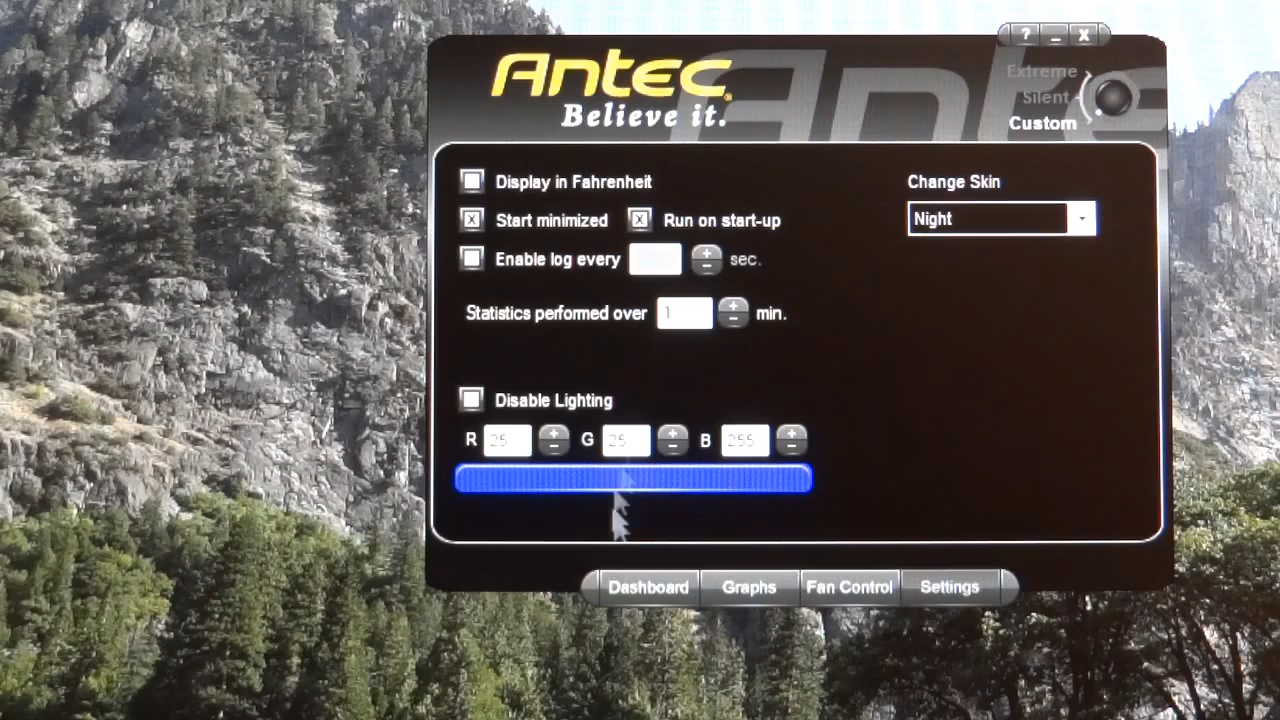 ?
_
X
Antec
Believe it.
Extreme
Silent
Custom
Display in Fahrenheit
Change Skin
X Start minimized X Run on start-up
Night
Enable log every + - sec.
Statistics performed over 1 + - min.
Disable Lighting
R 25 + - G 25 + - B 255 + -
Dashboard Graphs Fan Control Settings